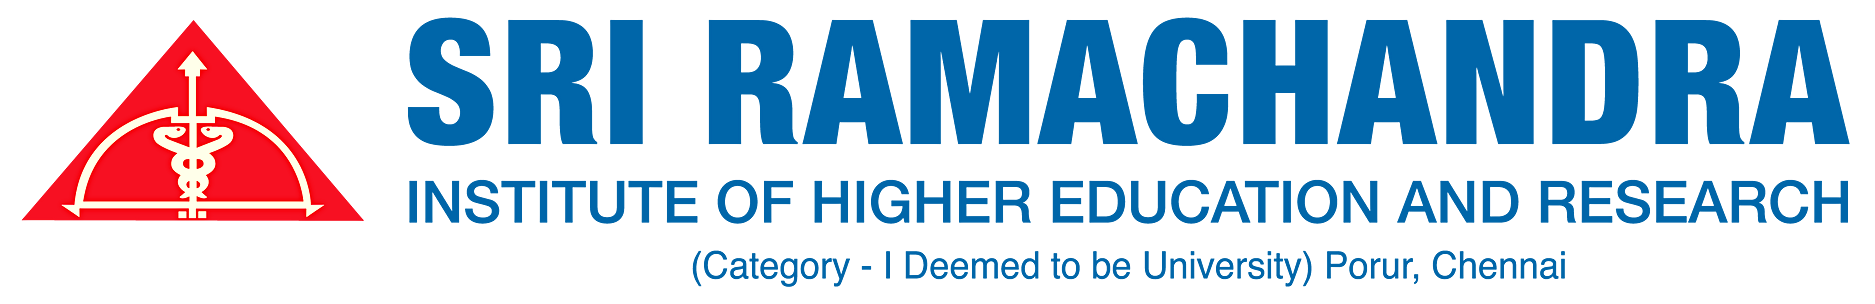 SRI RAMACHANDRA
INSTITUTE OF HIGHER EDUCATION AND RESEARCH
(Category - I Deemed to be University) Porur, Chennai